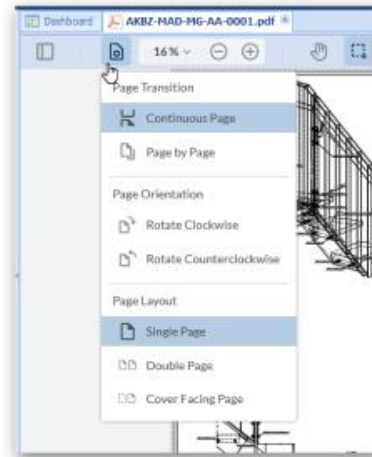 Dashboard
AKBZ-MAD-MG-AA-0001.pdf
16%
Page Transition
Continuous Page
Page by Page
Page Orientation
Rotate Clockwise
Rotate Counterclockwise
Page Layout
Single Page
Double Page
Cover Facing Page